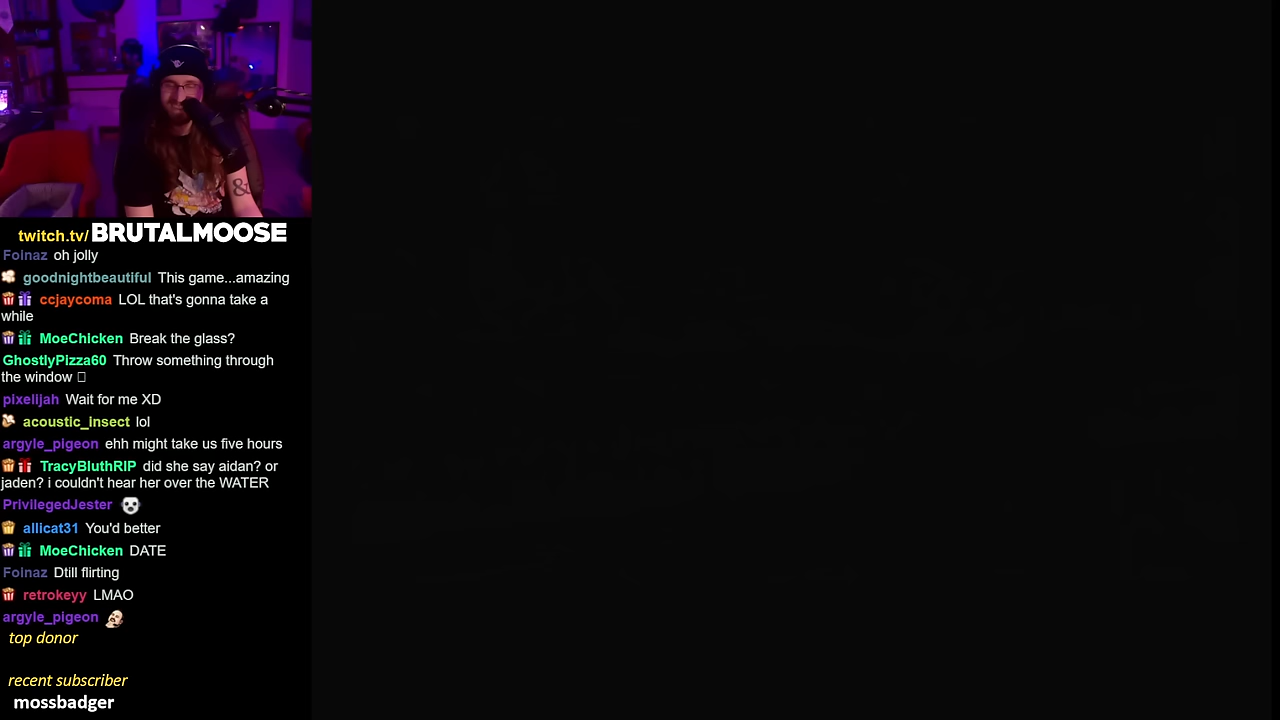 twitch.tv/BRUTALMOOSE
Folnaz oh jolly
goodnightbeautiful This game...amazing
ccjaycoma LOL that's gonna take a
while
MoeChicken Break the glass?
GhostlyPizza60 Throw something through
the window
pixelijah Wait for me XD
acoustic_insect lol
argyle_pigeon ehh might take us five hours
TracyBluthRIP did she say aidan? or
jaden? i couldn't hear her over the WATER
PrivilegedJester
allicat31 You'd better
MoeChicken DATE
Folnaz Dtill flirting
retrokeyy LMAO
argyle_pigeon
top donor
recent subscriber
mossbadger
&